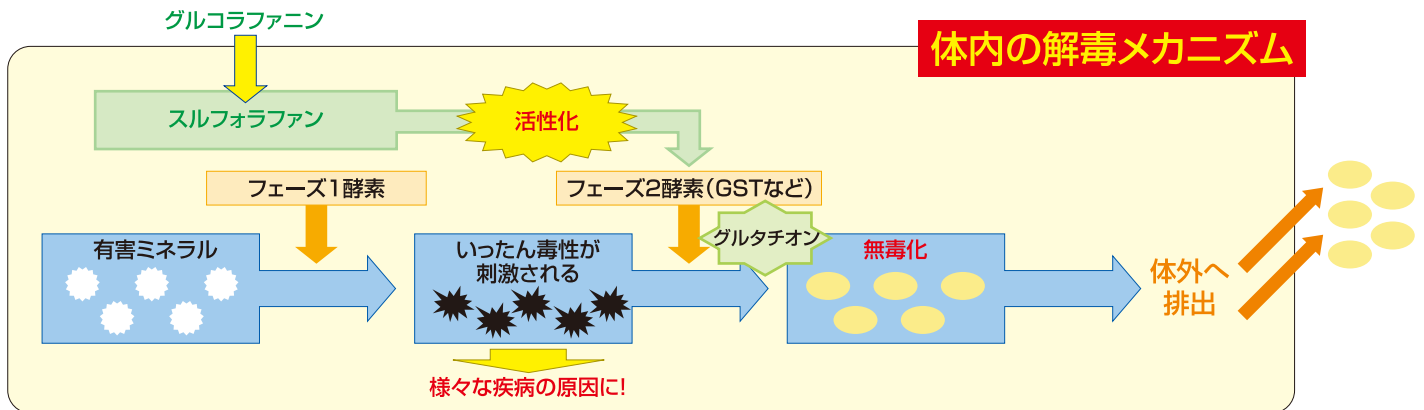 グルコラファニン
体内の解毒メカニズム
スルフォラファン
活性化
フェーズ1酵素
フェーズ2酵素(GSTなど)
グルタチオン
有害ミネラル
いったん毒性が
刺激される
無毒化
体外へ
排出
様々な疾病の原因に!